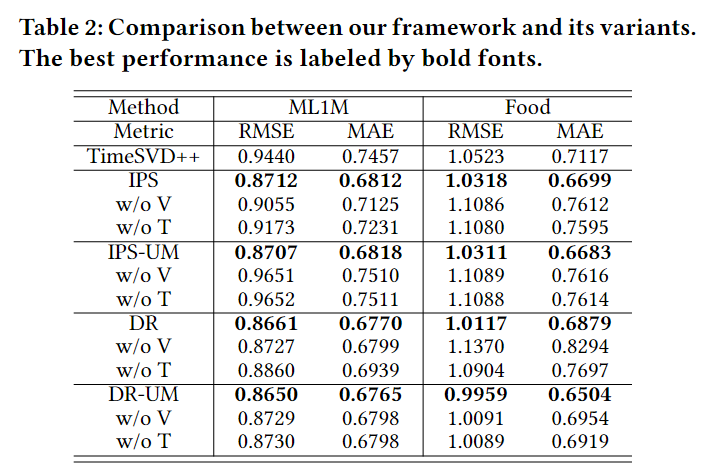 Table 2: Comparison between our framework and its variants.
The best performance is labeled by bold fonts.
Method ML1M Food
Metric RMSE MAE RMSE MAE
TimeSVD++ 0.9440 0.7457 1.0523 0.7117
IPS 0.8712 0.6812 1.0318 0.6699
w/o V 0.9055 0.7125 1.1086 0.7612
w/o T 0.9173 0.7231 1.1080 0.7595
IPS-UM 0.8707 0.6818 1.0311 0.6683
w/o V 0.9651 0.7510 1.1089 0.7616
w/o T 0.9652 0.7511 1.1088 0.7614
DR 0.8661 0.6770 1.0117 0.6879
w/o V 0.8727 0.6799 1.1370 0.8294
w/o T 0.8860 0.6939 1.0904 0.7697
DR-UM 0.8650 0.6765 0.9959 0.6504
w/o V 0.8729 0.6798 1.0091 0.6954
w/o T 0.8730 0.6798 1.0089 0.6919